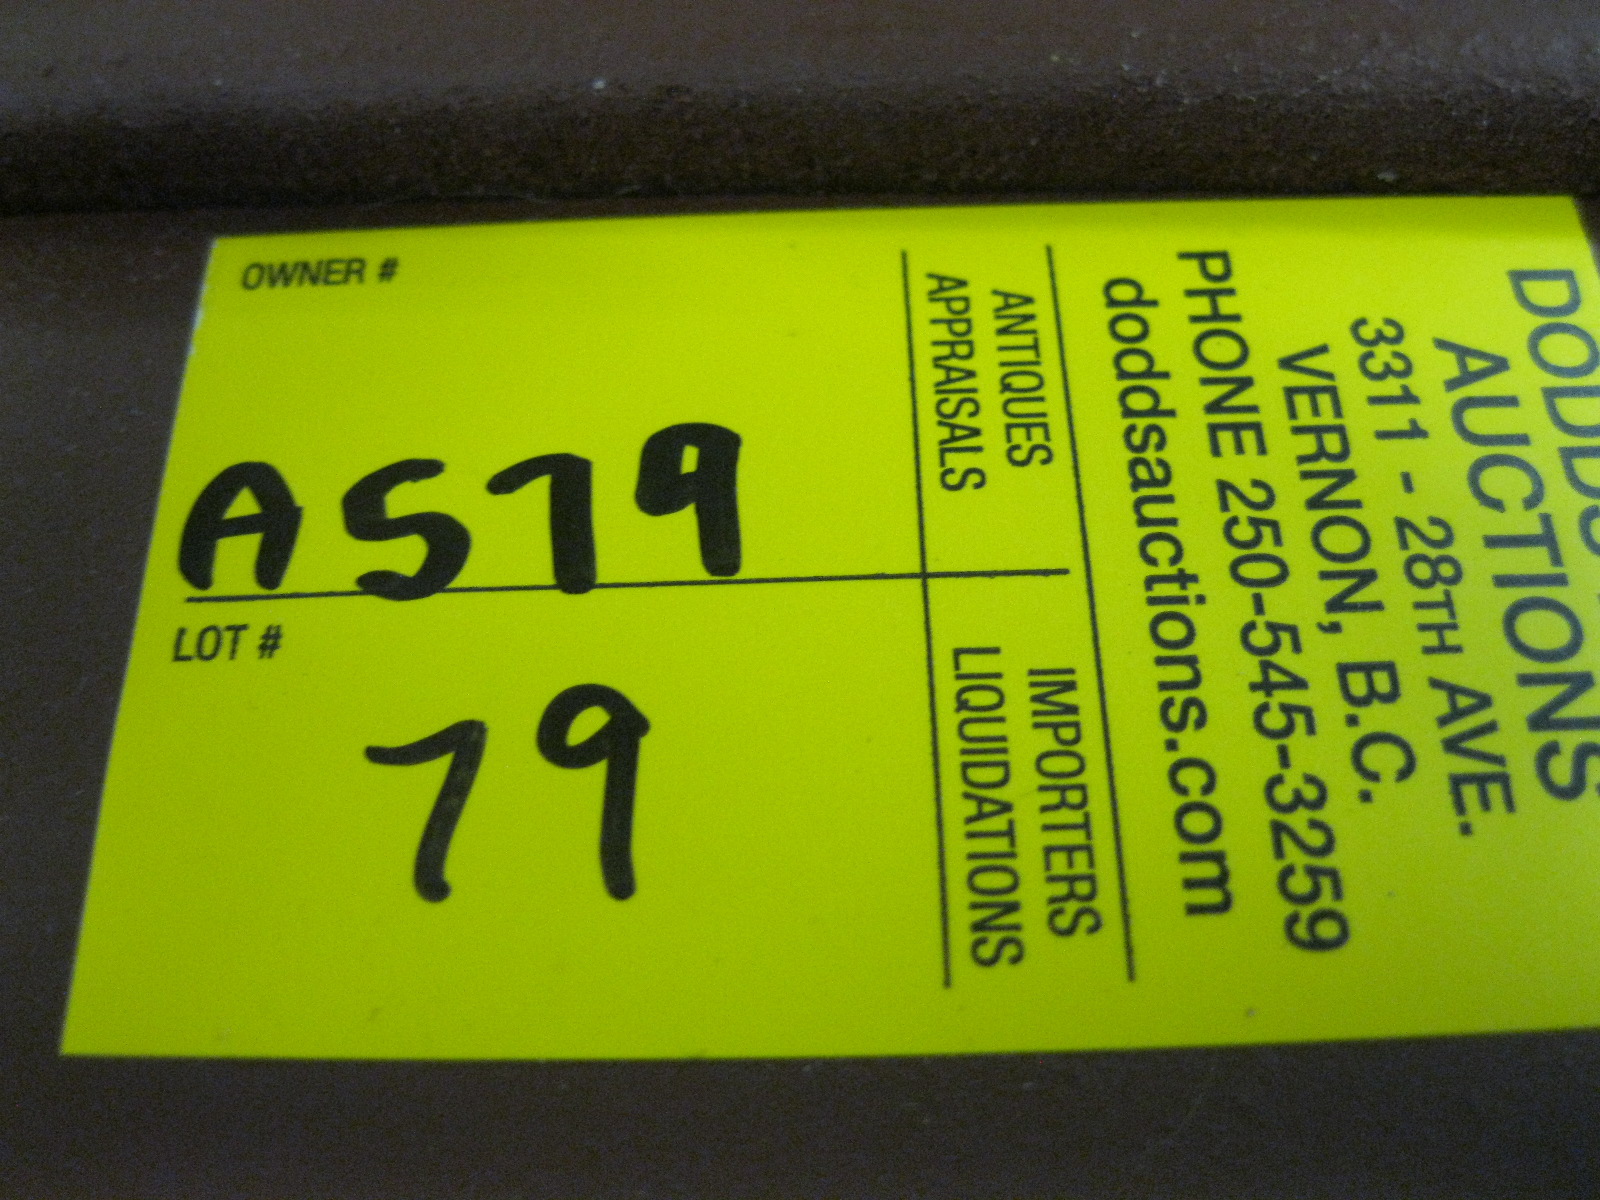 OWNER #
A579
LOT #
79
DODDS
AUCTIONS
3311 - 28TH AVE.
VERNON, B.C.
PHONE 250-545-3259
doddsauctions.com
ANTIQUES
APPRAISALS
IMPORTERS
LIQUIDATIONS